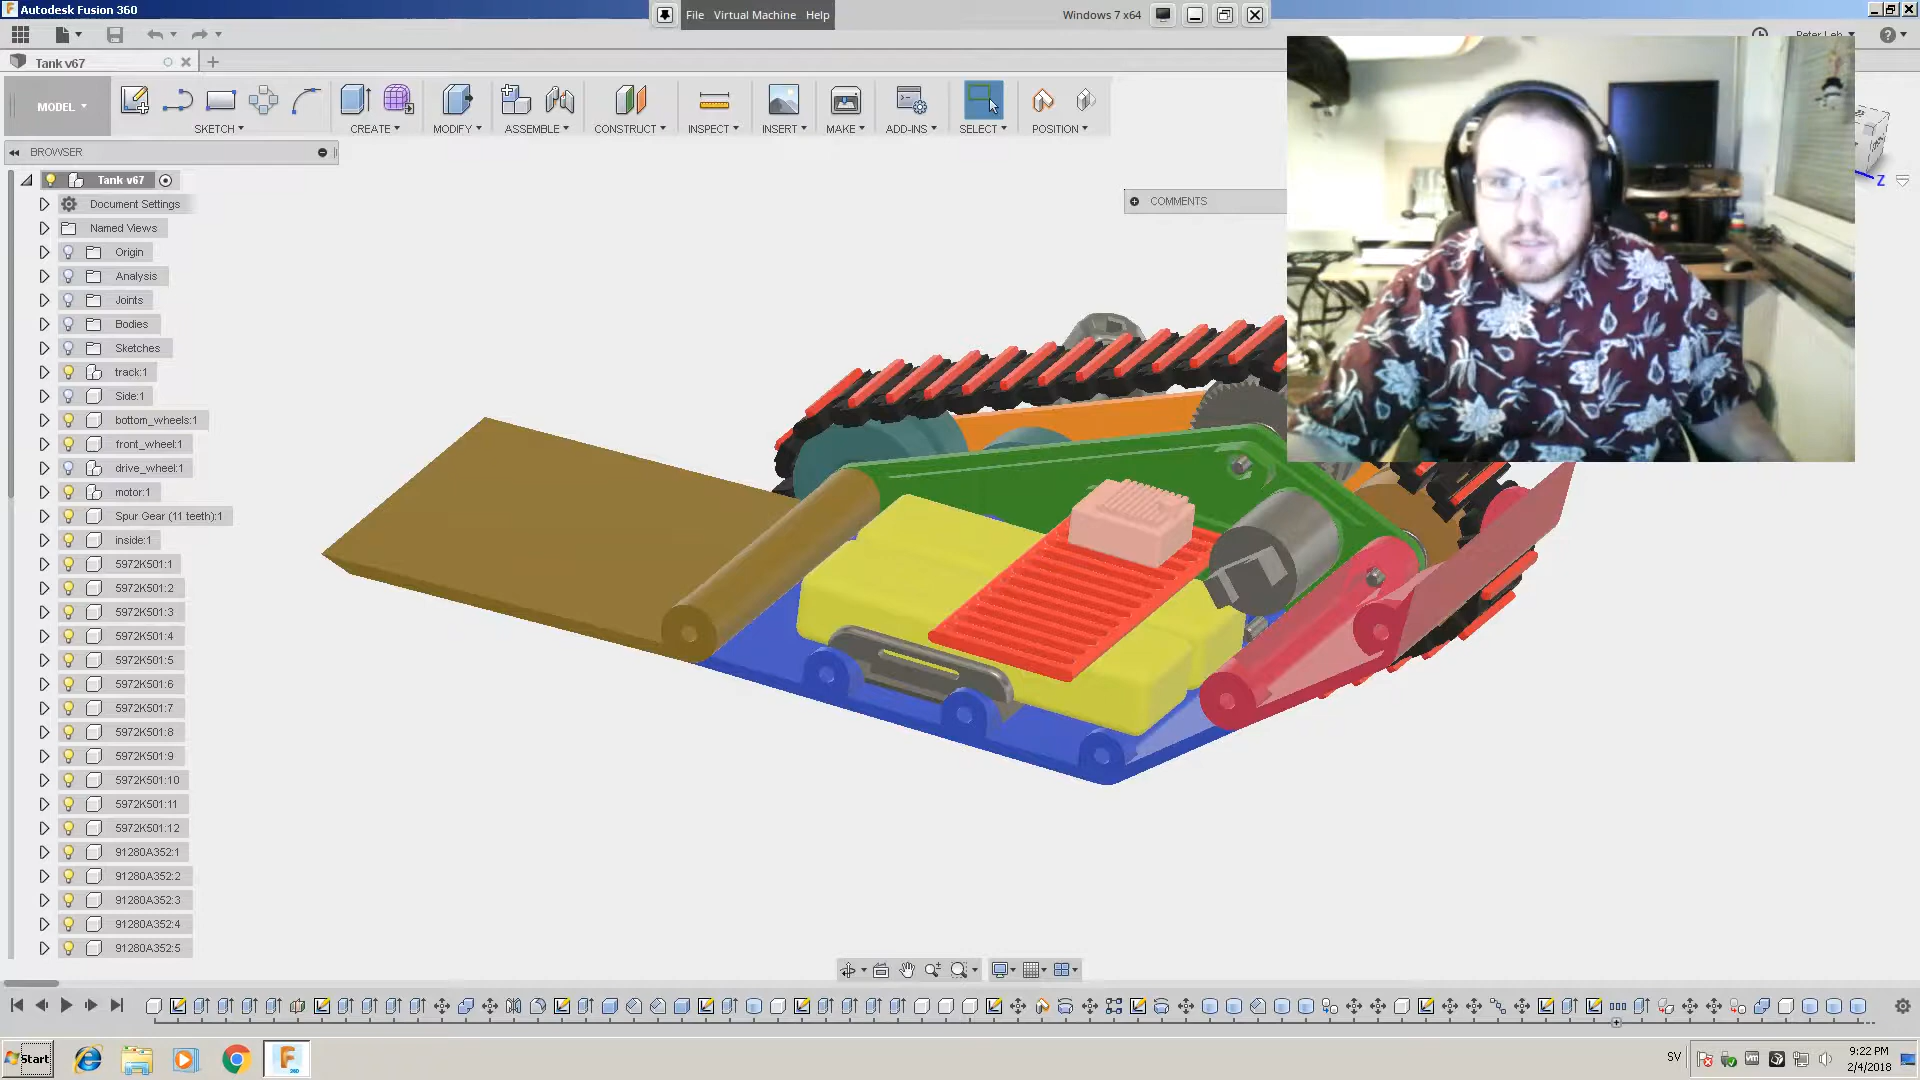 Autodesk Fusion 360
File Virtual Machine Help
Windows 7 x64
Tank v67
MODEL
SKETCH
CREATE
MODIFY
ASSEMBLE
CONSTRUCT
INSPECT
INSERT
MAKE
ADD-INS
SELECT
POSITION
BROWSER
COMMENTS
Z
Tank v67
Document Settings
Named Views
Origin
Analysis
Joints
Bodies
Sketches
track:1
Side:1
bottom_wheels:1
front_wheel:1
drive_wheel:1
motor:1
Spur Gear (11 teeth):1
inside:1
5972K501:1
5972K501:2
5972K501:3
5972K501:4
5972K501:5
5972K501:6
5972K501:7
5972K501:8
5972K501:9
5972K501:10
5972K501:11
5972K501:12
91280A352:1
91280A352:2
91280A352:3
91280A352:4
91280A352:5
Start
SV
9:22 PM
2/4/2018